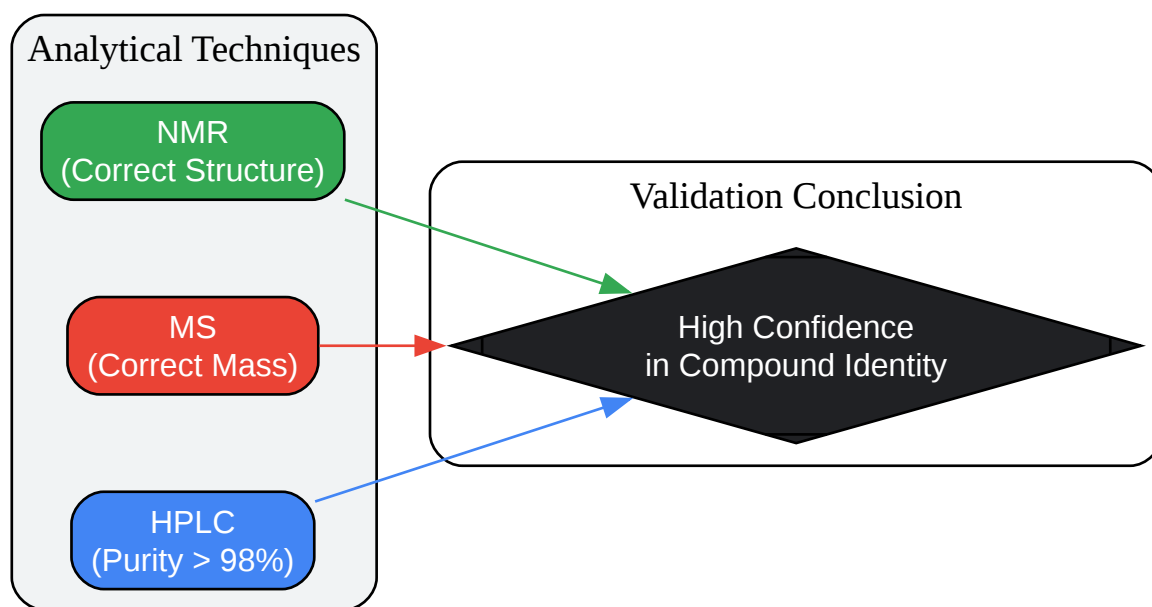 Analytical Techniques
NMR
(Correct Structure)
MS
(Correct Mass)
HPLC
(Purity > 98%)
Validation Conclusion
High Confidence
in Compound Identity